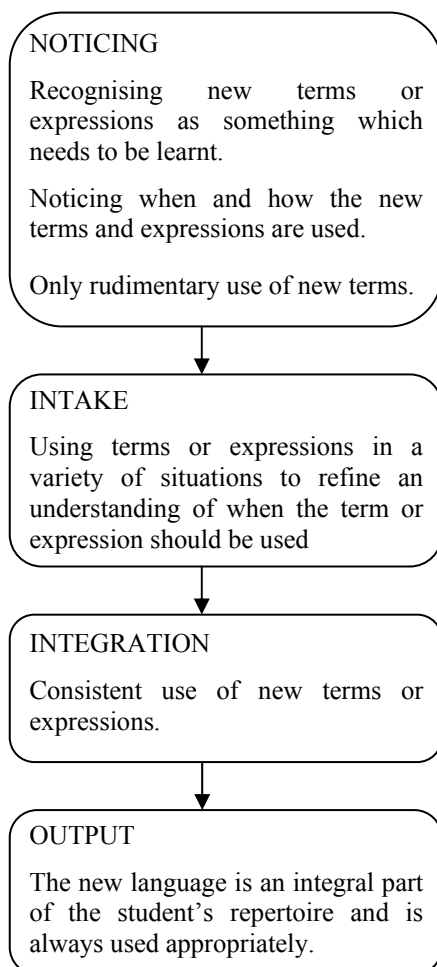 NOTICING
Recognising new terms or
expressions as something which
needs to be learnt.
Noticing when and how the new
terms and expressions are used.
Only rudimentary use of new terms.
INTAKE
Using terms or expressions in a
variety of situations to refine an
understanding of when the term or
expression should be used
INTEGRATION
Consistent use of new terms or
expressions.
OUTPUT
The new language is an integral part
of the student's repertoire and is
always used appropriately.